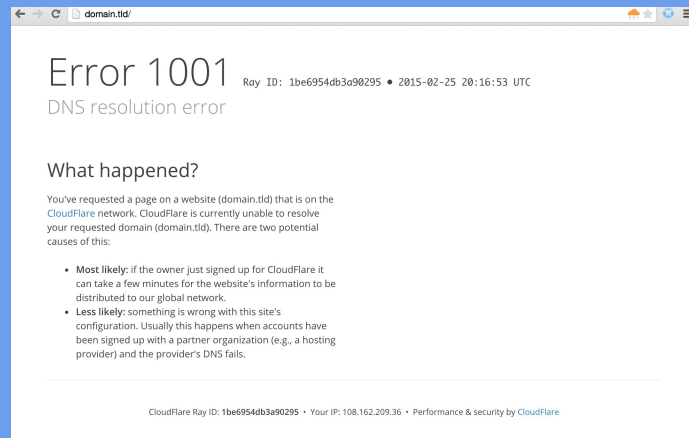 domain.tld/
Error 1001 Ray ID: 1be6954db3a90295 • 2015-02-25 20:16:53 UTC
DNS resolution error
What happened?
You've requested a page on a website (domain.tld) that is on the
CloudFlare network. CloudFlare is currently unable to resolve
your requested domain (domain.tld). There are two potential
causes of this:
• Most likely: if the owner just signed up for CloudFlare it
can take a few minutes for the website's information to be
distributed to our global network.
• Less likely: something is wrong with this site's
configuration. Usually this happens when accounts have
been signed up with a partner organization (e.g., a hosting
provider) and the provider's DNS fails.
CloudFlare Ray ID: 1be6954db3a90295 • Your IP: 108.162.209.36 • Performance & security by CloudFlare